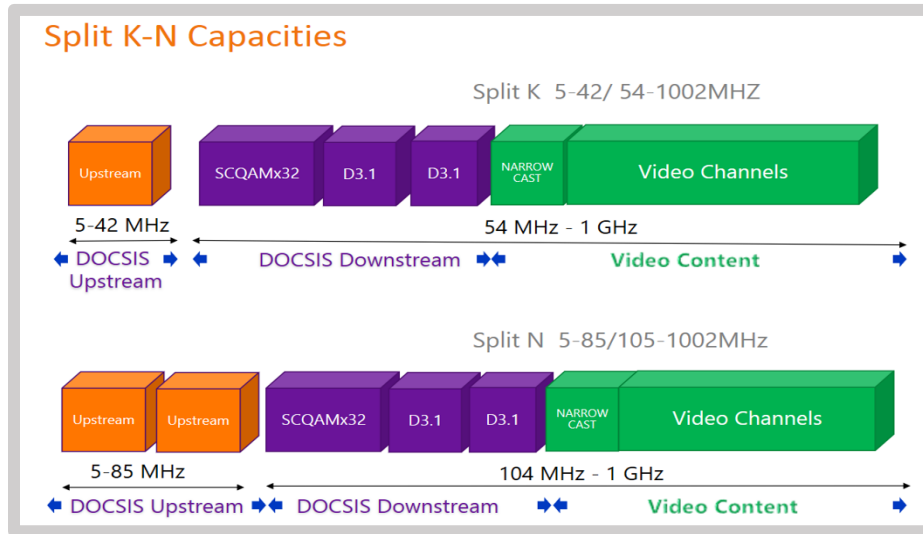 Split K-N Capacities
Split K 5-42/ 54-1002MHZ
Upstream
SCQAMx32
D3.1
D3.1
NARROW
CAST
Video Channels
5-42 MHz
54 MHz - 1 GHz
DOCSIS
Upstream
DOCSIS Downstream
Video Content
Split N 5-85/105-1002MHz
Upstream
Upstream
SCQAMx32
D3.1
D3.1
NARROW
CAST
Video Channels
5-85 MHz
104 MHz - 1 GHz
DOCSIS Upstream
DOCSIS Downstream
Video Content